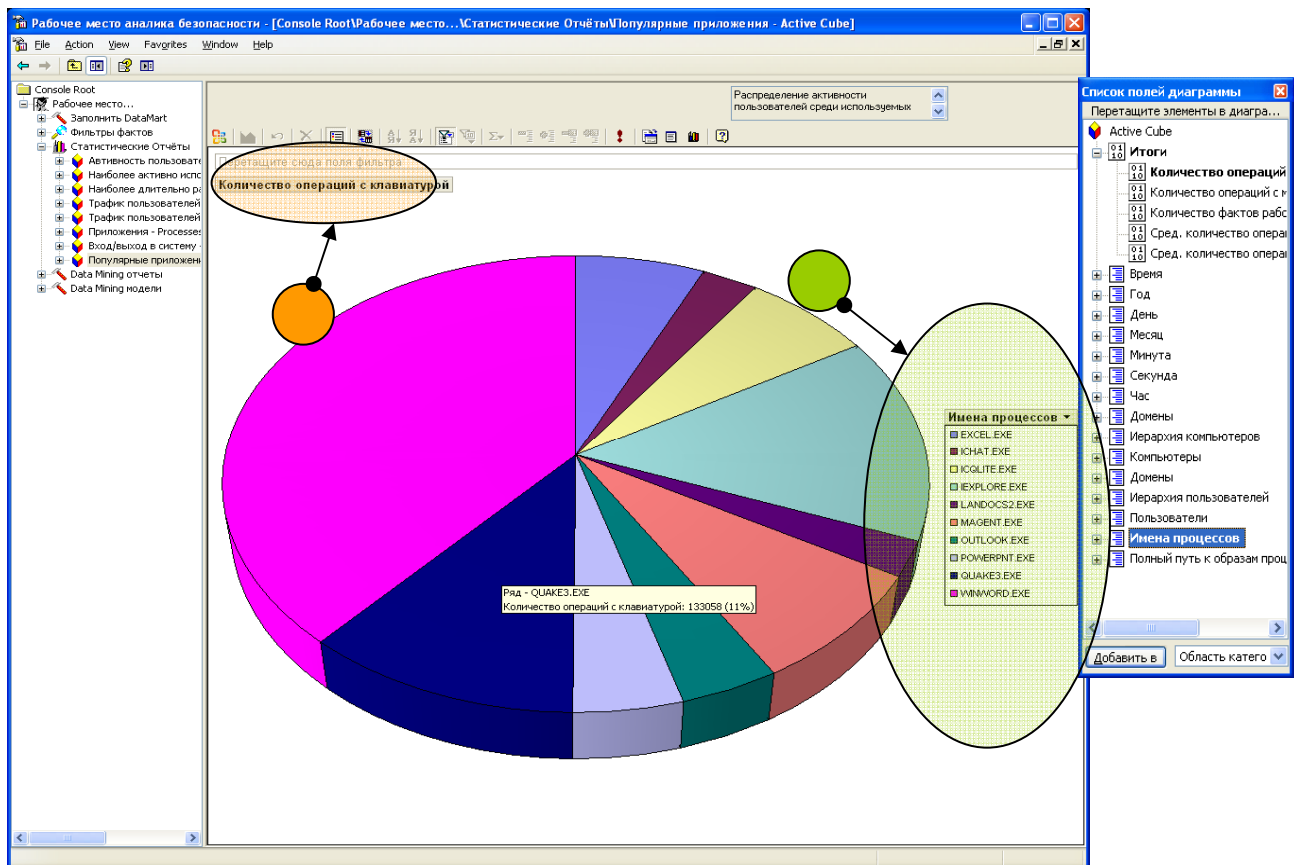 Рабочее место аналика безопасности - [Console Root\Рабочее место...\Статистические Отчёты\Популярные приложения - Active Cube]
File Action View Favorites Window Help
Console Root
Рабочее место...
Заполнить DataMart
Фильтры фактов
Статистические Отчёты
Автивность пользовате
Наиболее активно испо
Наиболее длительно ра
Трафик пользователей
Трафик пользователей
Приложения - Processes
Вход/выход в систему -
Популярные приложени
Data Mining отчеты
Data Mining модели
Распределение активности
пользователей среди используемых
Перетащите сюда поля фильтра
Количество операций с клавиатурой
Ряд - QUAKE3.EXE
Количество операций с клавиатурой: 133058 (11%)
Имена процессов
EXCEL.EXE
ICHAT.EXE
ICQLITE.EXE
IEXPLORE.EXE
LANDOCS2.EXE
MAGENT.EXE
OUTLOOK.EXE
POWERPNT.EXE
QUAKE3.EXE
WINWORD.EXE
Список полей диаграммы
Перетащите элементы в диагра...
Active Cube
Итоги
Количество операций
Количество операций с м
Количество фактов рабо
Сред. количество опера
Сред. количество опера
Время
Год
День
Месяц
Минута
Секунда
Час
Домены
Иерархия компьютеров
Компьютеры
Домены
Иерархия пользователей
Пользователи
Имена процессов
Полный путь к образам проц
Добавить в Область катего